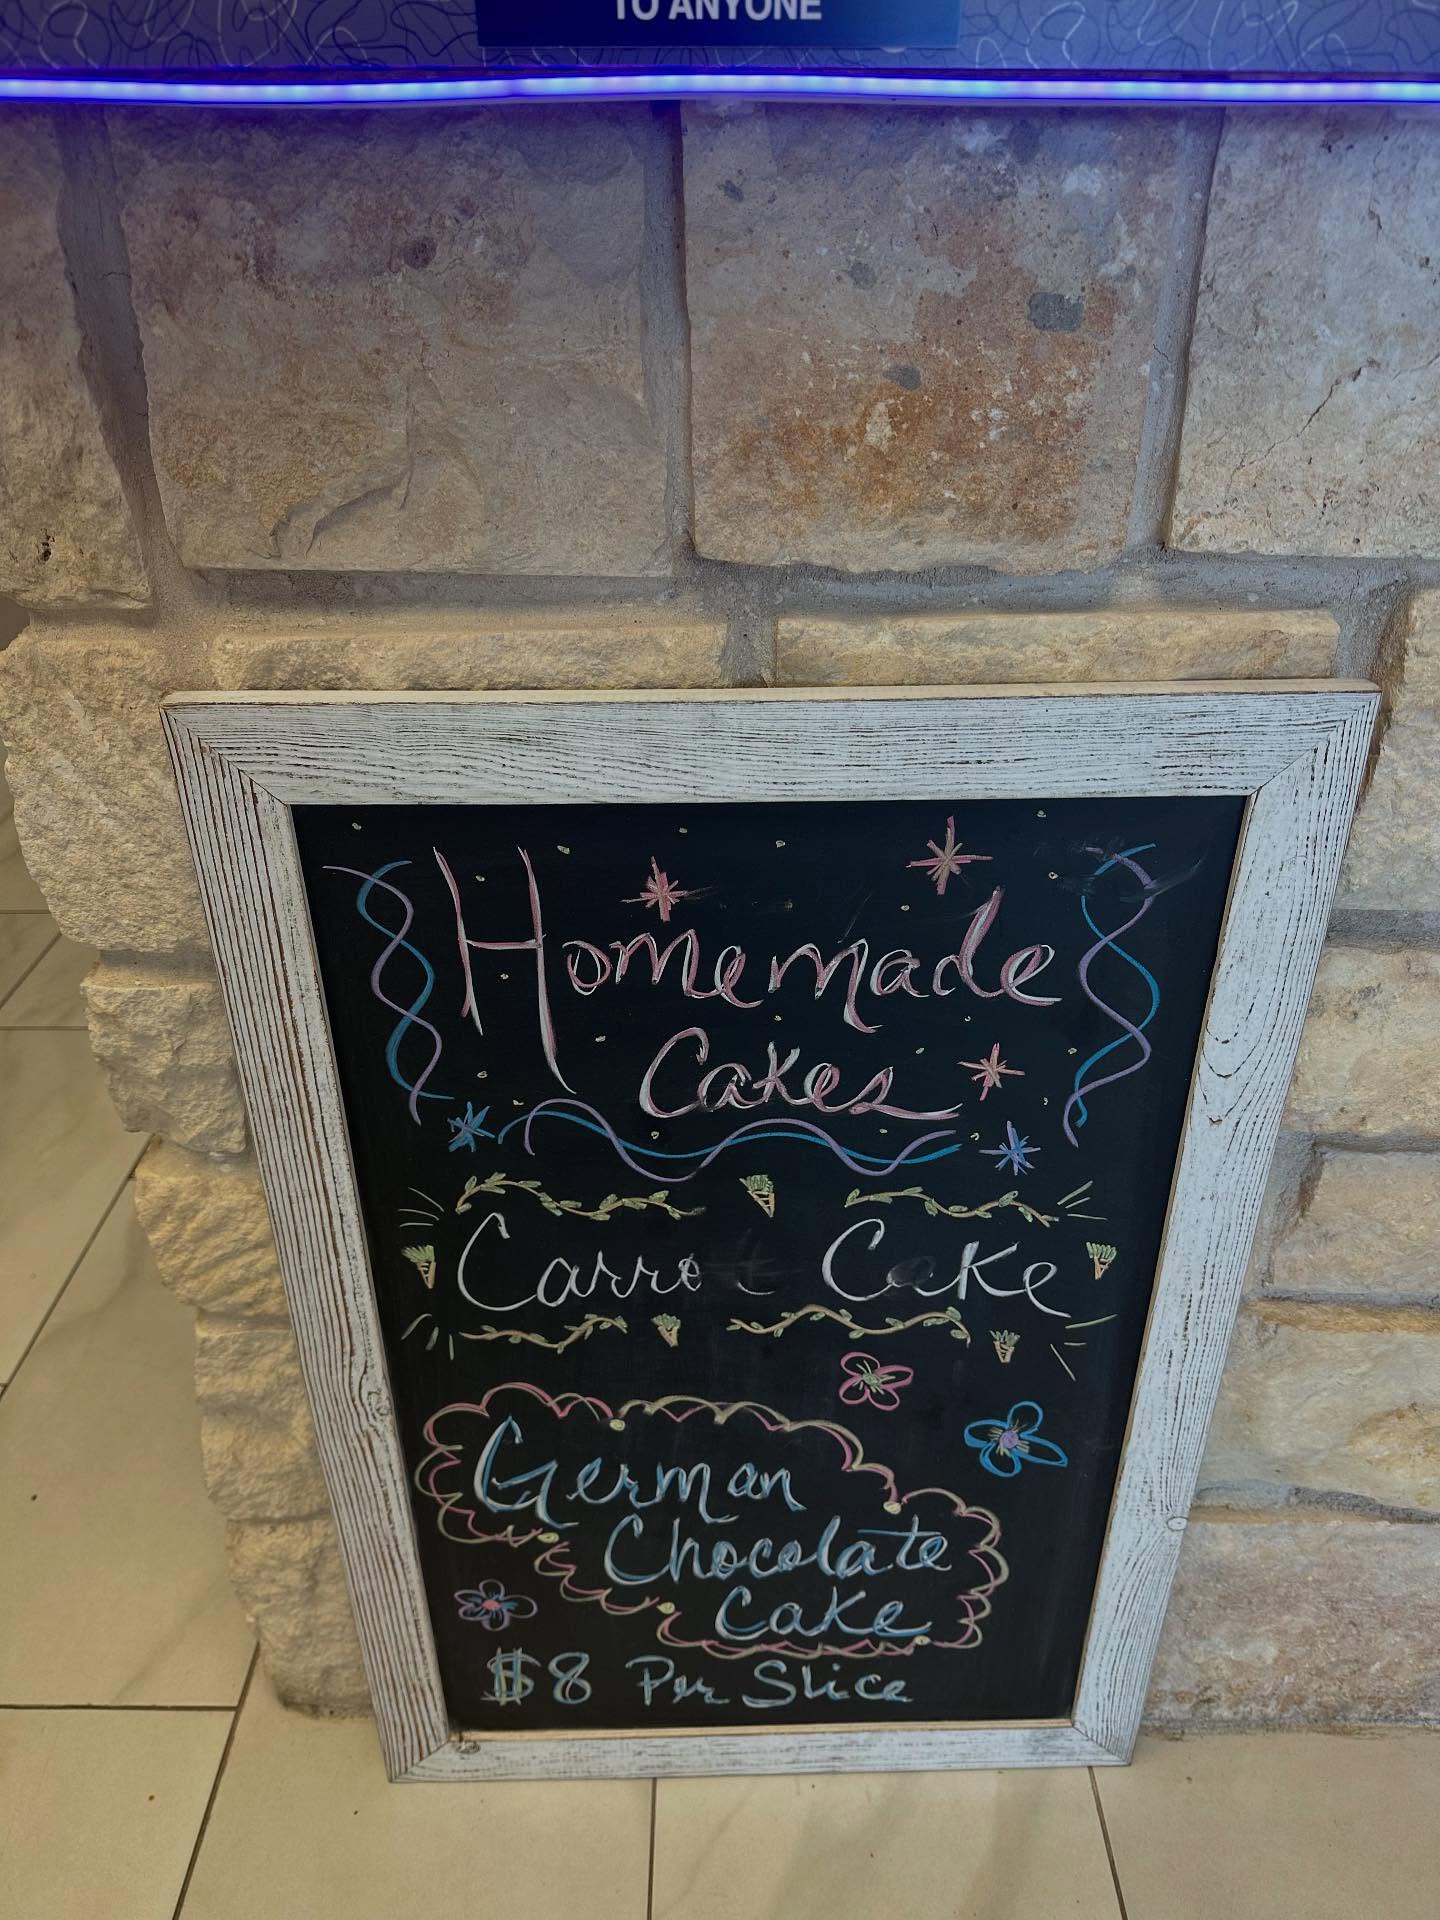 TO ANYONE
Homemade
Cakes
Carrot Cake
German
Chocolate
Cake
$8 Per Slice